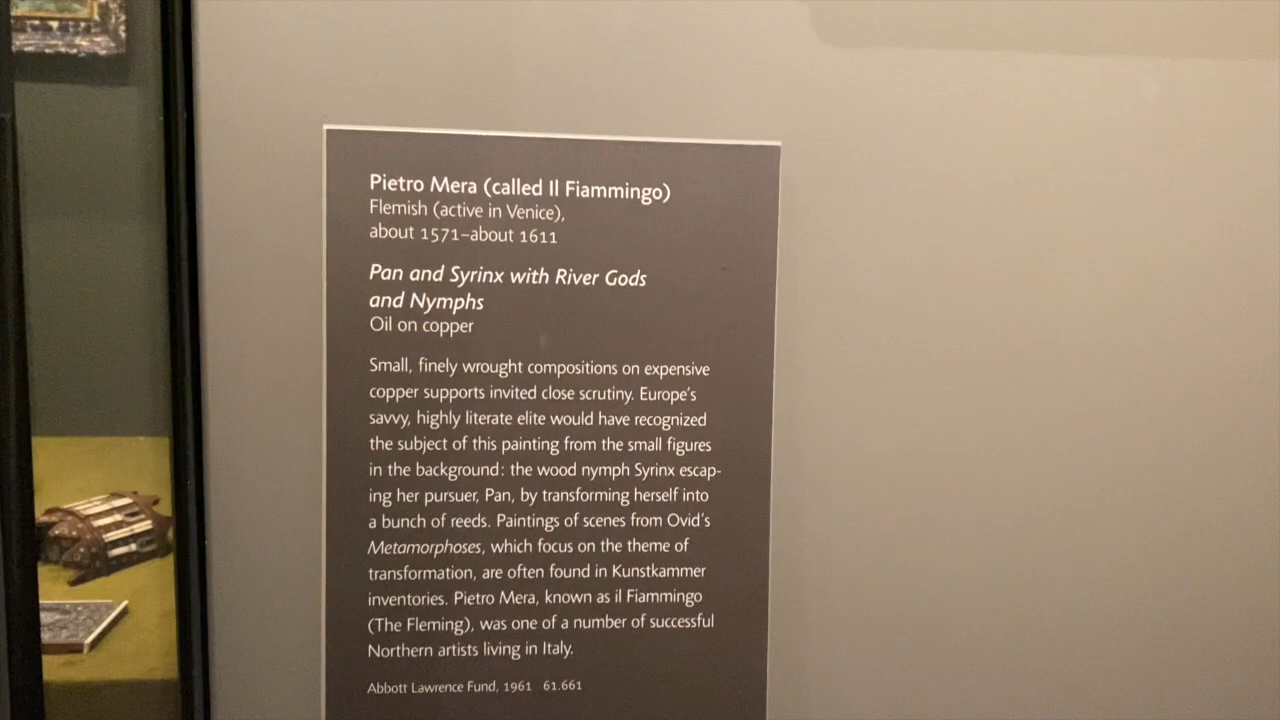 Pietro Mera (called Il Fiammingo)
Flemish (active in Venice),
about 1571–about 1611
Pan and Syrinx with River Gods
and Nymphs
Oil on copper
Small, finely wrought compositions on expensive
copper supports invited close scrutiny. Europe's
savvy, highly literate elite would have recognized
the subject of this painting from the small figures
in the background: the wood nymph Syrinx escap-
ing her pursuer, Pan, by transforming herself into
a bunch of reeds. Paintings of scenes from Ovid's
Metamorphoses, which focus on the theme of
transformation, are often found in Kunstkammer
inventories. Pietro Mera, known as il Fiammingo
(The Fleming), was one of a number of successful
Northern artists living in Italy.
Abbott Lawrence Fund, 1961 61.661